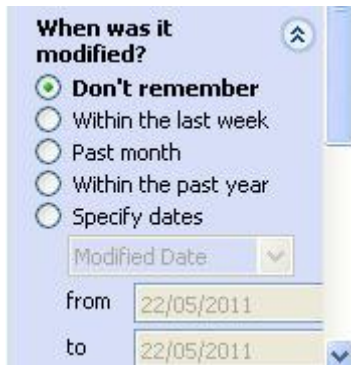 When was it
modified?
Don't remember
Within the last week
Past month
Within the past year
Specify dates
Modified Date
from 22/05/2011
to 22/05/2011